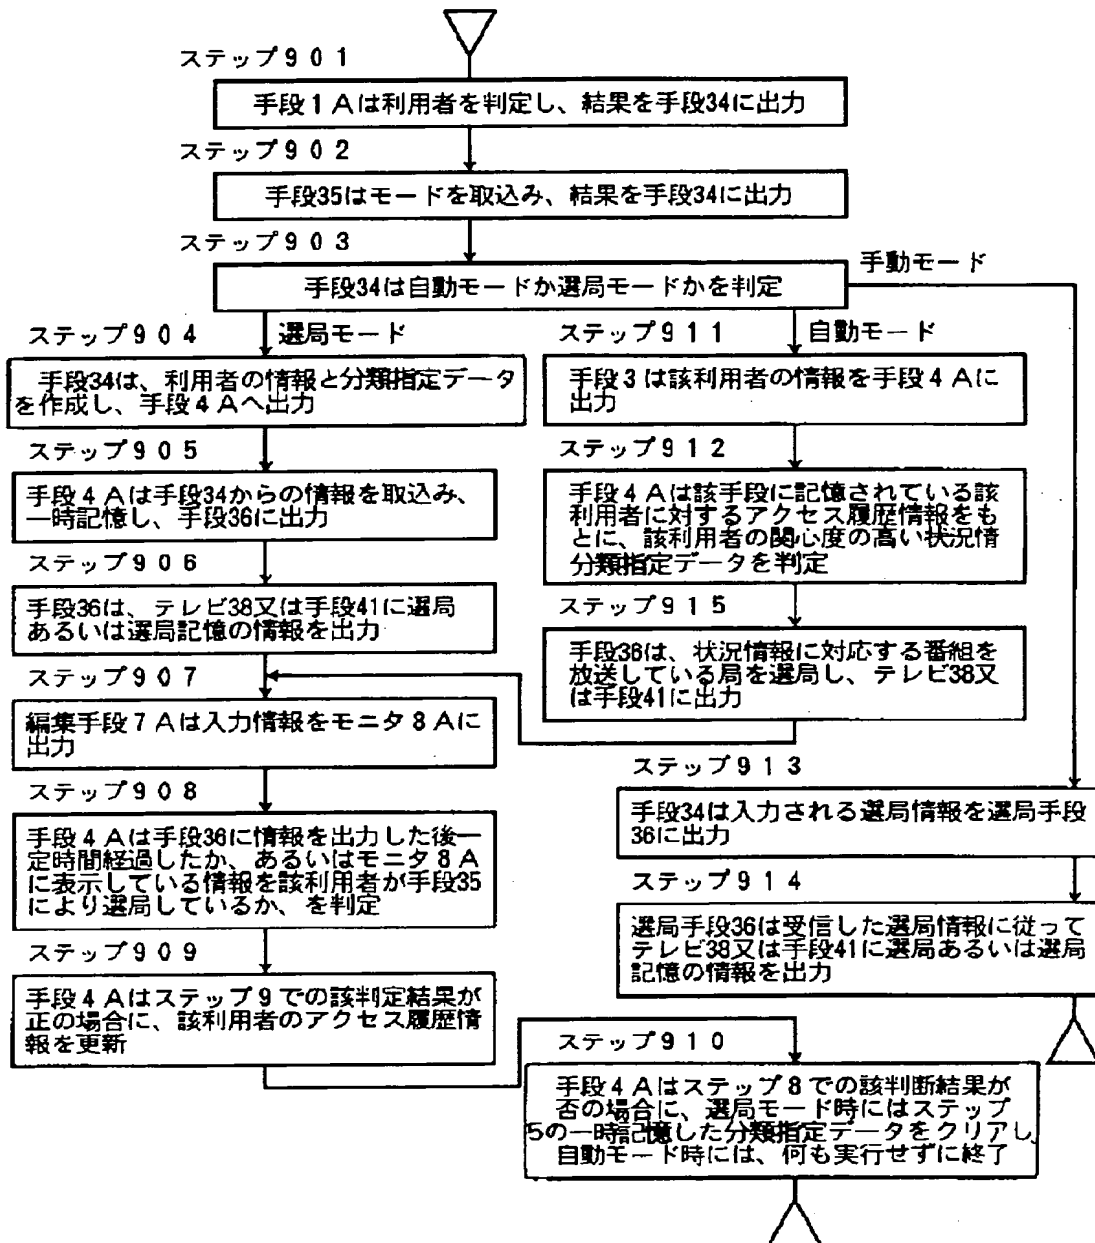 ステップ901
手段1Aは利用者を判定し、結果を手段34に出力
ステップ902
手段35はモードを取込み、結果を手段34に出力
ステップ903
手段34は自動モードか選局モードかを判定
手動モード
ステップ904
選局モード
手段34は、利用者の情報と分類指定データ
を作成し、手段4Aへ出力
ステップ905
手段4Aは手段34からの情報を取込み、
一時記憶し、手段36に出力
ステップ906
手段36は、テレビ38又は手段41に選局
あるいは選局記憶の情報を出力
ステップ907
編集手段7Aは入力情報をモニタ8Aに
出力
ステップ908
手段4Aは手段36に情報を出力した後一
定時間経過したか、あるいはモニタ8A
に表示している情報を該利用者が手段35
により選局しているか、を判定
ステップ909
手段4Aはステップ9での該判定結果が
正の場合に、該利用者のアクセス履歴情
報を更新
ステップ911
自動モード
手段3は該利用者の情報を手段4Aに
出力
ステップ912
手段4Aは該手段に記憶されている該
利用者に対するアクセス履歴情報をも
とに、該利用者の関心度の高い状況情
分類指定データを判定
ステップ915
手段36は、状況情報に対応する番組を
放送している局を選局し、テレビ38又
は手段41に出力
ステップ913
手段34は入力される選局情報を選局手段
36に出力
ステップ914
選局手段36は受信した選局情報に従って
テレビ38又は手段41に選局あるいは選局
記憶の情報を出力
ステップ910
手段4Aはステップ8での該判断結果が
否の場合に、選局モード時にはステップ
5の一時記憶した分類指定データをクリアし
自動モード時には、何も実行せずに終了